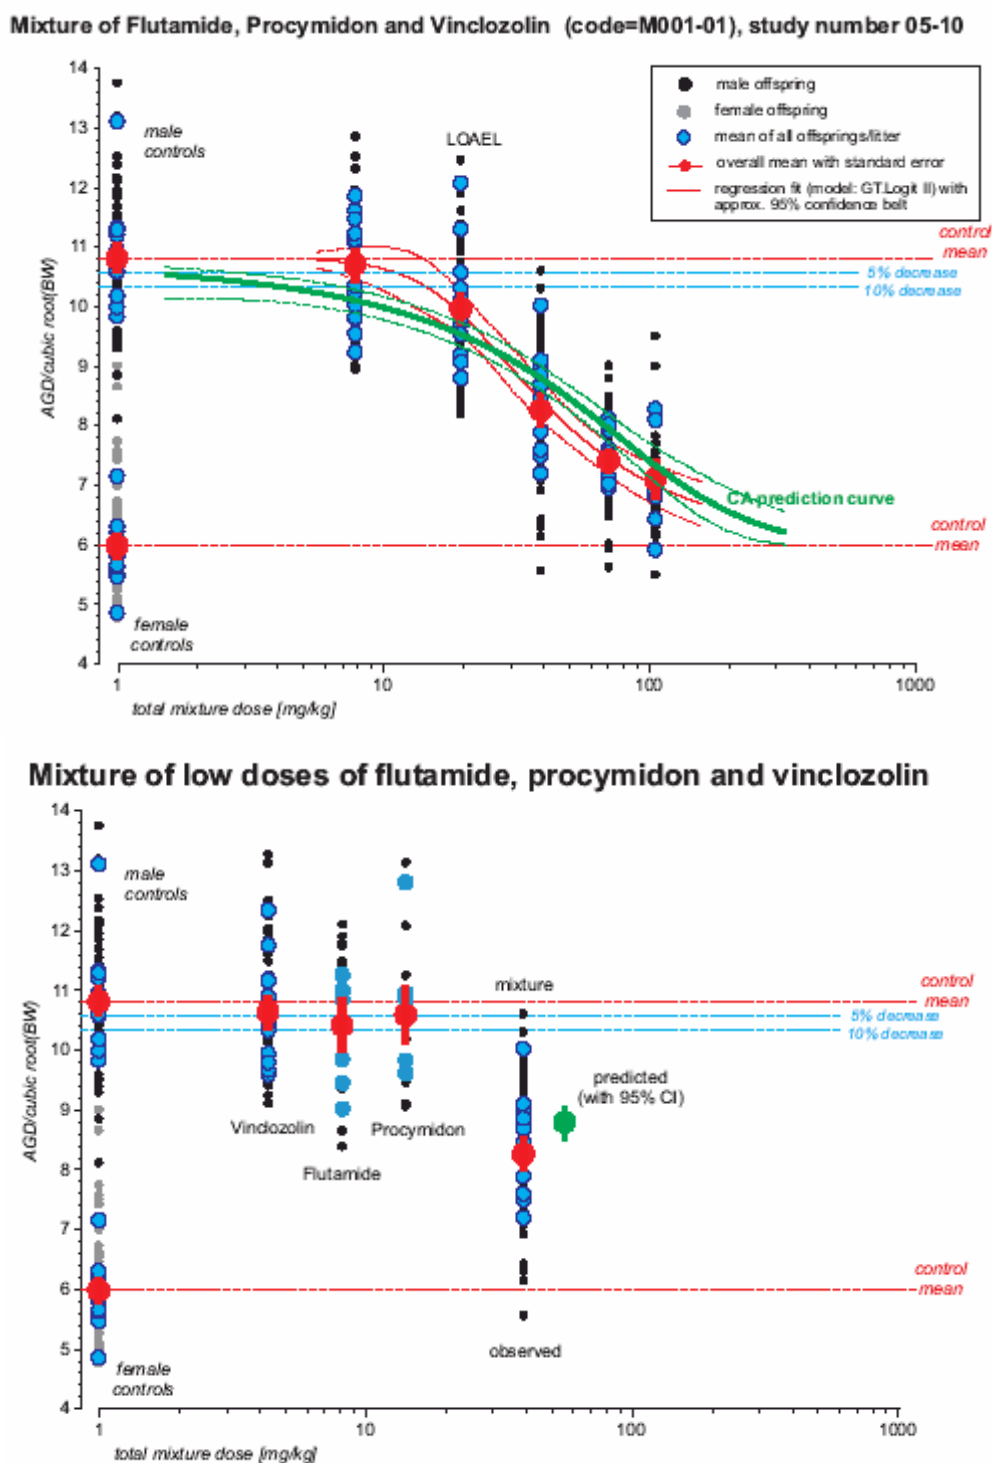 Mixture of Flutamide, Procymidon and Vinclozolin (code=M001-01), study number 05-10
14
13
12
11
10
9
8
7
6
5
4
AGD/cubic root(BW)
male
controls
LOAEL
male offspring
female offspring
mean of all offsprings/litter
overall mean with standard error
regression fit (model: GT.Logit II) with
approx. 95% confidence belt
control
mean
5% decrease
10% decrease
CA prediction curve
control
mean
female
controls
1
10
100
1000
total mixture dose [mg/kg]
Mixture of low doses of flutamide, procymidon and vinclozolin
14
13
12
11
10
9
8
7
6
5
4
AGD/cubic root(BW)
male
controls
mixture
control
mean
5% decrease
10% decrease
predicted
(with 95% CI)
Vinclozolin
Procymidon
Flutamide
control
mean
observed
female
controls
1
10
100
1000
total mixture dose [mg/kg]